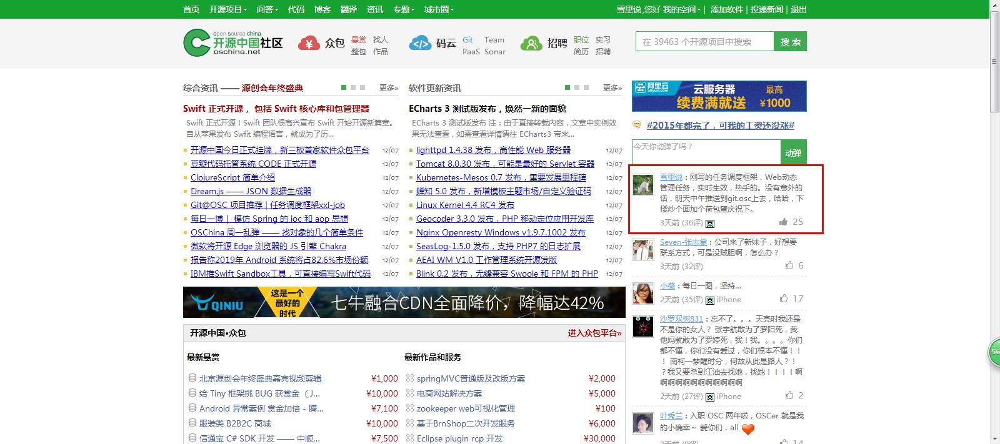 首页 开源项目 问答 代码 博客 翻译 资讯 专题 城市圈
雪里说,您好 我的空间 | 添加软件 | 投递新闻 | 退出
open source china
开源中国社区
oschina.net
众包 悬赏 找人
整包 作品
码云 Git Team
PaaS Sonar
招聘 职位 实习
简历 招聘
在 39463 个开源项目中搜索 搜 索
综合资讯 —— 源创会年终盛典 更多»
Swift 正式开源， 包括 Swift 核心库和包管理器
Swift 正式开源！Swift 团队很高兴宣布 Swift 开始开源新篇章。
自从苹果发布 Swfit 编程语言，就成为了历...
开源中国今日正式挂牌，新三板首家软件众包平台 12/07
豆瓣代码托管系统 CODE 正式开源 12/07
ClojureScript 简单介绍 12/07
Dream.js —— JSON 数据生成器 12/07
Git@OSC 项目推荐 | 任务调度框架xxl-job 12/07
每日一博｜ 模仿 Spring 的 ioc 和 aop 思想 12/07
OSChina 周一乱弹 —— 找对象的几个简单条件 12/07
微软将开源 Edge 浏览器的 JS 引擎 Chakra 12/07
报告称2019年 Android 系统将占82.6%市场份额 12/07
IBM推Swift Sandbox工具，可直接编写Swift代码 12/07
软件更新资讯 更多»
ECharts 3 测试版发布，焕然一新的面貌
ECharts 3 测试版发布 注：由于直接转载内容，文章中实例效
果无法查看，如需查看详情请往 ECharts3 带来...
lighttpd 1.4.38 发布，高性能 Web 服务器 12/07
Tomcat 8.0.30 发布，可能是最好的 Servlet 容器 12/07
Kubernetes-Mesos 0.7 发布，重要发展里程碑 12/07
蝉知 5.0 发布，新增模板主题市场/自定义验证码 12/07
Linux Kernel 4.4 RC4 发布 12/07
Geocoder 3.3.0 发布，PHP 移动定位应用开发库 12/07
Nginx Openresty Windows v1.9.7.1002 发布 12/07
SeasLog-1.5.0 发布，支持 PHP7 的日志扩展 12/07
AEAI WM V1.0 工作管理系统开源发版 12/07
Blink 0.2 发布，无缝兼容 Swoole 和 FPM 的 PHP 12/07
QINIU
这是一个
最好的
时代
七牛融合CDN全面降价，降幅达42%
开源中国•众包 进入众包平台»
最新悬赏
北京源创会年终盛典嘉宾视频剪辑 ¥1,000
给 Tiny 框架挑 BUG 获赏金（J... ¥10,000
Android 异常案例 赏金加倍 - 腾... ¥7,100
服装类 B2B2C 商城 ¥10,000
信通宝 C# SDK 开发 —— 中顺... ¥7,500
最新作品和服务
springMVC普通版及改版方案 ¥2,000
电商网站解决方案 ¥5,000
zookeeper web可视化管理 ¥100
基于BrnShop二次开发服务 ¥6,000
Eclipse plugin rcp 开发 ¥30,000
阿里云
aliyun.com
云服务器 最高
续费满就送 ¥1000
#2015年都完了，可我的工资还没涨#
今天你动弹了吗？ 动弹
雪里说：刚写的任务调度框架，Web动态
管理任务，实时生效，热乎的。没有意外的
话，明天中午推送到git.osc上去，哈哈，下
楼炒个面加个荷包蛋庆祝下。
3天前 (36评) 25
Seven-张志棠：公司来了新妹子，好想要
联系方式，可是没贼胆啊，怎么办？
3天前 (32评) 6
小薇：每日一图，坚持...
2天前 (35评) iPhone 17
沙罗双树831：忘不了。。。天亮时我还是
不是你的女人？ 张宇航敢为了罗阳死，我
他妈就敢为了罗婷死，我！我。。。。你们
都不懂，你们没有爱过，你们根本不懂！！
！ 南柯一梦醒时分，何故从此是路人？！
？我又要杀到江油去找她，找她！！！！啊
啊啊啊啊啊啊啊啊啊啊啊
2天前 (27评) iPhone 2
叶秀兰：入职 OSC 两年啦，OSCer 就是我
的小确幸～ 爱你们，all
56